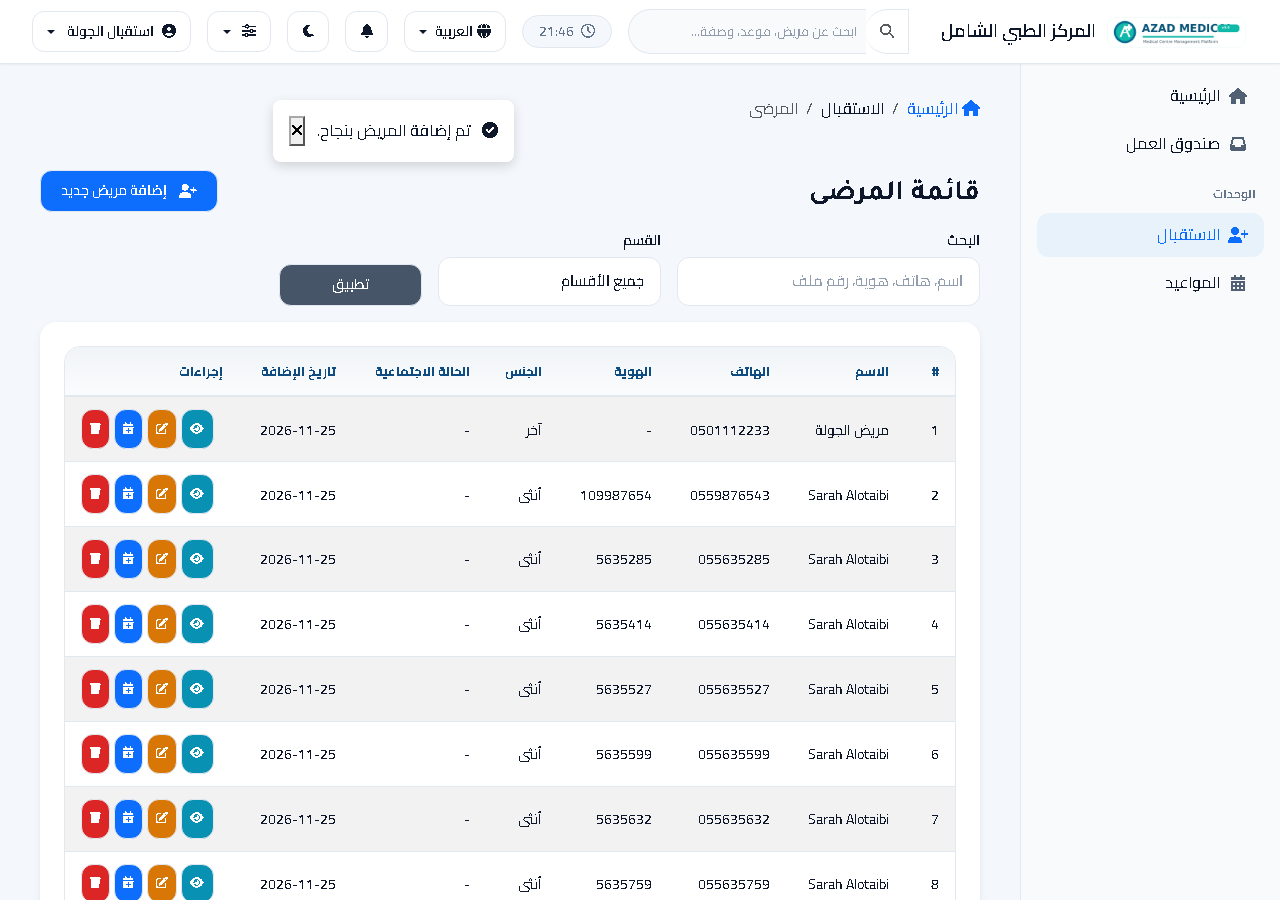 AZAD MEDIC
Medical Centre Management Platform
المركز الطبي الشامل
ابحث عن مريض، موعد، وصفة...
21:46
العربية
استقبال الجولة
الرئيسية
صندوق العمل
الوحدات
الاستقبال
المواعيد
الرئيسية / الاستقبال / المرضى
تم إضافة المريض بنجاح.
قائمة المرضى
إضافة مريض جديد
البحث
القسم
اسم، هاتف، هوية، رقم ملف
جميع الأقسام
تطبيق
# الاسم الهاتف الهوية الجنس الحالة الاجتماعية تاريخ الإضافة إجراءات
1 مريض الجولة 0501112233 - آخر - 2026-11-25
2 Sarah Alotaibi 0559876543 109987654 أنثى - 2026-11-25
3 Sarah Alotaibi 055635285 5635285 أنثى - 2026-11-25
4 Sarah Alotaibi 055635414 5635414 أنثى - 2026-11-25
5 Sarah Alotaibi 055635527 5635527 أنثى - 2026-11-25
6 Sarah Alotaibi 055635599 5635599 أنثى - 2026-11-25
7 Sarah Alotaibi 055635632 5635632 أنثى - 2026-11-25
8 Sarah Alotaibi 055635759 5635759 أنثى - 2026-11-25